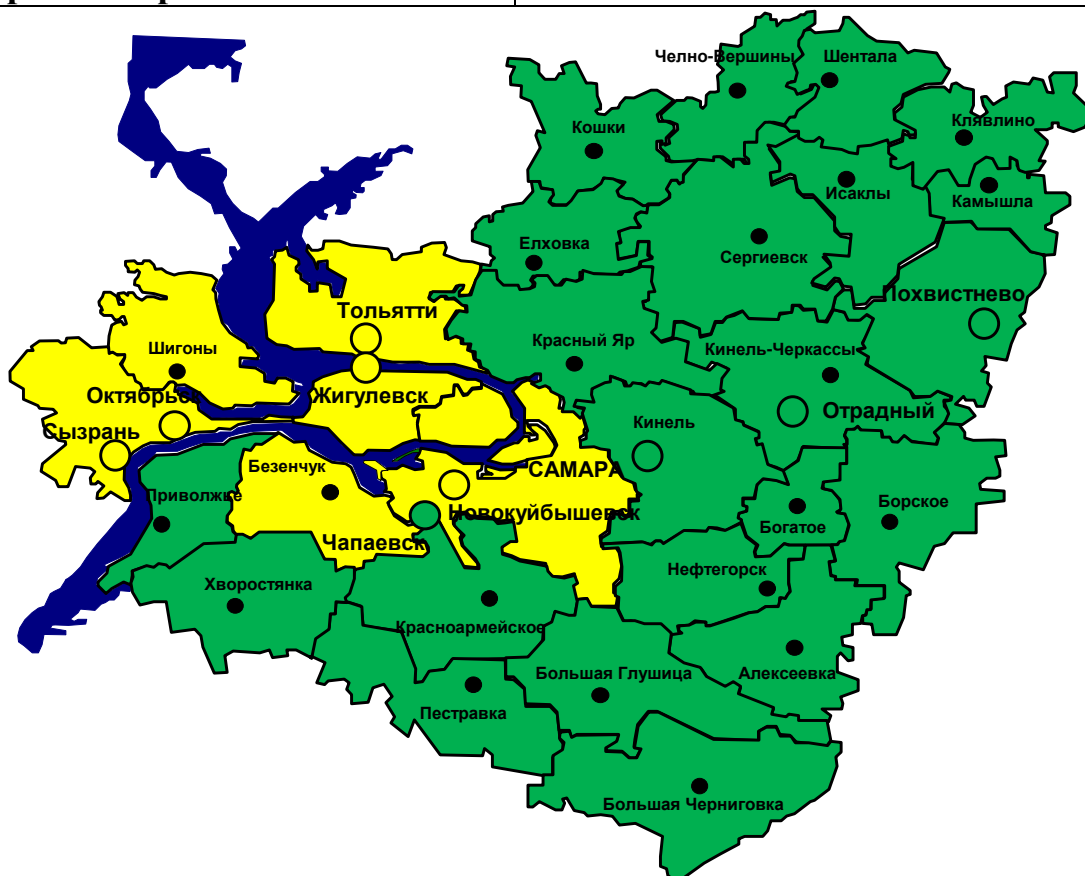 Челно-Вершины
Шентала
Кошки
Клявлино
Исаклы
Камышла
Елховка
Сергиевск
Похвистнево
Тольятти
Красный Яр
Кинель-Черкассы
Шигоны
Октябрьск
Жигулевск
Отрадный
Сызрань
Кинель
Безенчук
САМАРА
Приволжье
Борское
Новокуйбышевск
Богатое
Чапаевск
Нефтегорск
Хворостянка
Красноармейское
Большая Глушица
Алексеевка
Пестравка
Большая Черниговка